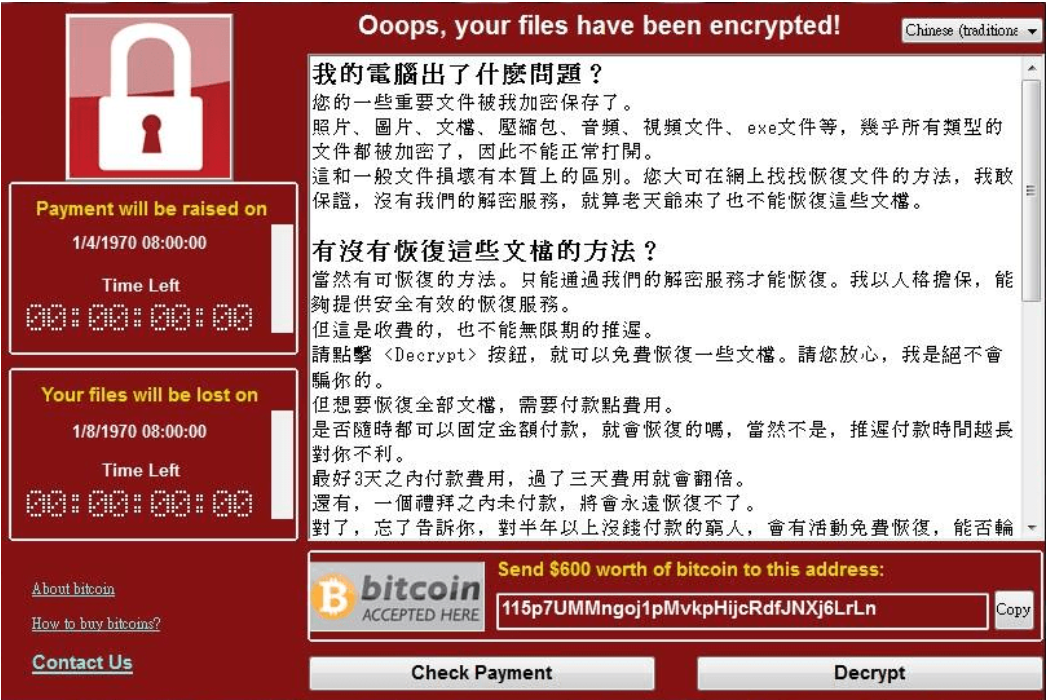 Ooops, your files have been encrypted!
Chinese (traditiona
Payment will be raised on
1/4/1970 08:00:00
Time Left
00:00:00:00
Your files will be lost on
1/8/1970 08:00:00
Time Left
00:00:00:00
About bitcoin
How to buy bitcoins?
Contact Us
我的電腦出了什麼問題？
您的一些重要文件被我加密保存了。
照片、圖片、文檔、壓縮包、音頻、視頻文件、exe文件等，幾乎所有類型的
文件都被加密了，因此不能正常打開。
這和一般文件損壞有本質上的區別。您大可在網上找找恢復文件的方法，我敢
保證，沒有我們的解密服務，就算老天爺來了也不能恢復這些文檔。
有沒有恢復這些文檔的方法？
當然有可恢復的方法。只能通過我們的解密服務才能恢復。我以人格擔保，能
夠提供安全有效的恢復服務。
但這是收費的，也不能無限期的推遲。
請點擊 <Decrypt> 按鈕，就可以免費恢復一些文檔。請您放心，我是絕不會
騙你的。
但想要恢復全部文檔，需要付款點費用。
是否隨時都可以固定金額付款，就會恢復的嗎，當然不是，推遲付款時間越長
對你不利。
最好3天之內付款費用，過了三天費用就會翻倍。
還有，一個禮拜之內未付款，將會永遠恢復不了。
對了，忘了告訴你，對半年以上沒錢付款的窮人，會有活動免費恢復，能否輪
bitcoin
ACCEPTED HERE
Send $600 worth of bitcoin to this address:
115p7UMMngoj1pMvkpHijcRdfJNXj6LrLn
Copy
Check Payment
Decrypt